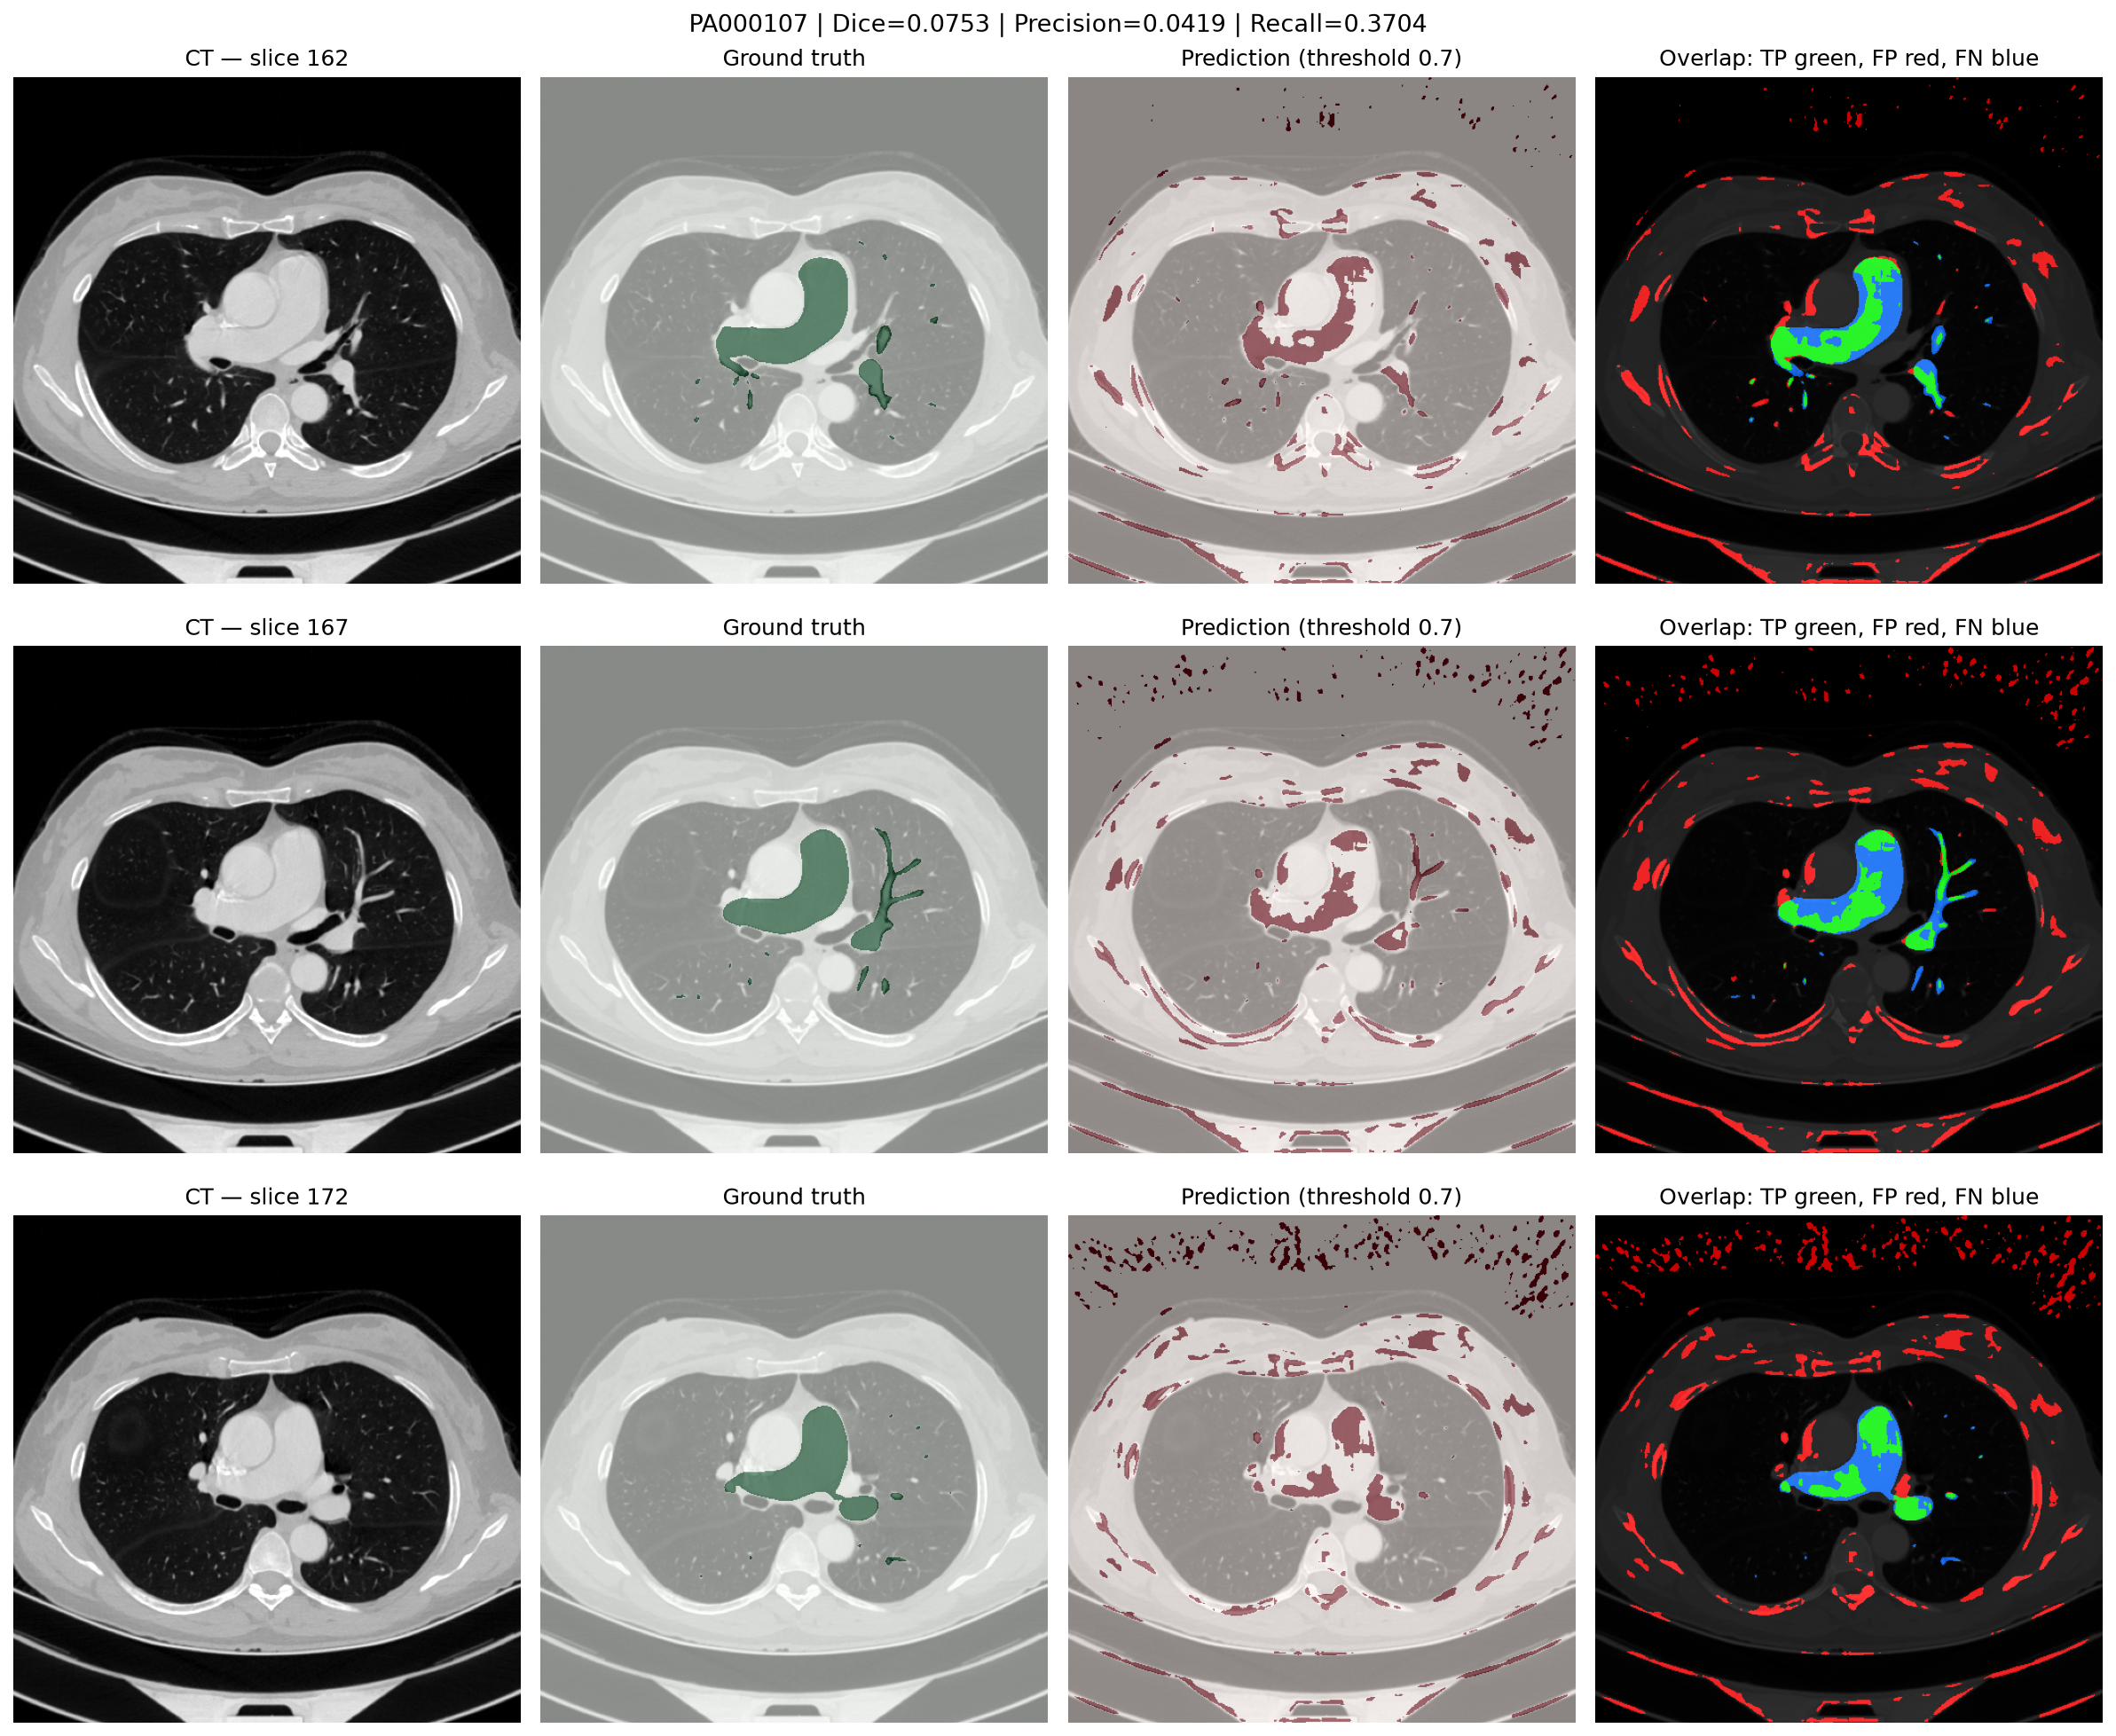 PA000107 | Dice=0.0753 | Precision=0.0419 | Recall=0.3704
CT — slice 162
Ground truth
Prediction (threshold 0.7)
Overlap: TP green, FP red, FN blue
CT — slice 167
Ground truth
Prediction (threshold 0.7)
Overlap: TP green, FP red, FN blue
CT — slice 172
Ground truth
Prediction (threshold 0.7)
Overlap: TP green, FP red, FN blue